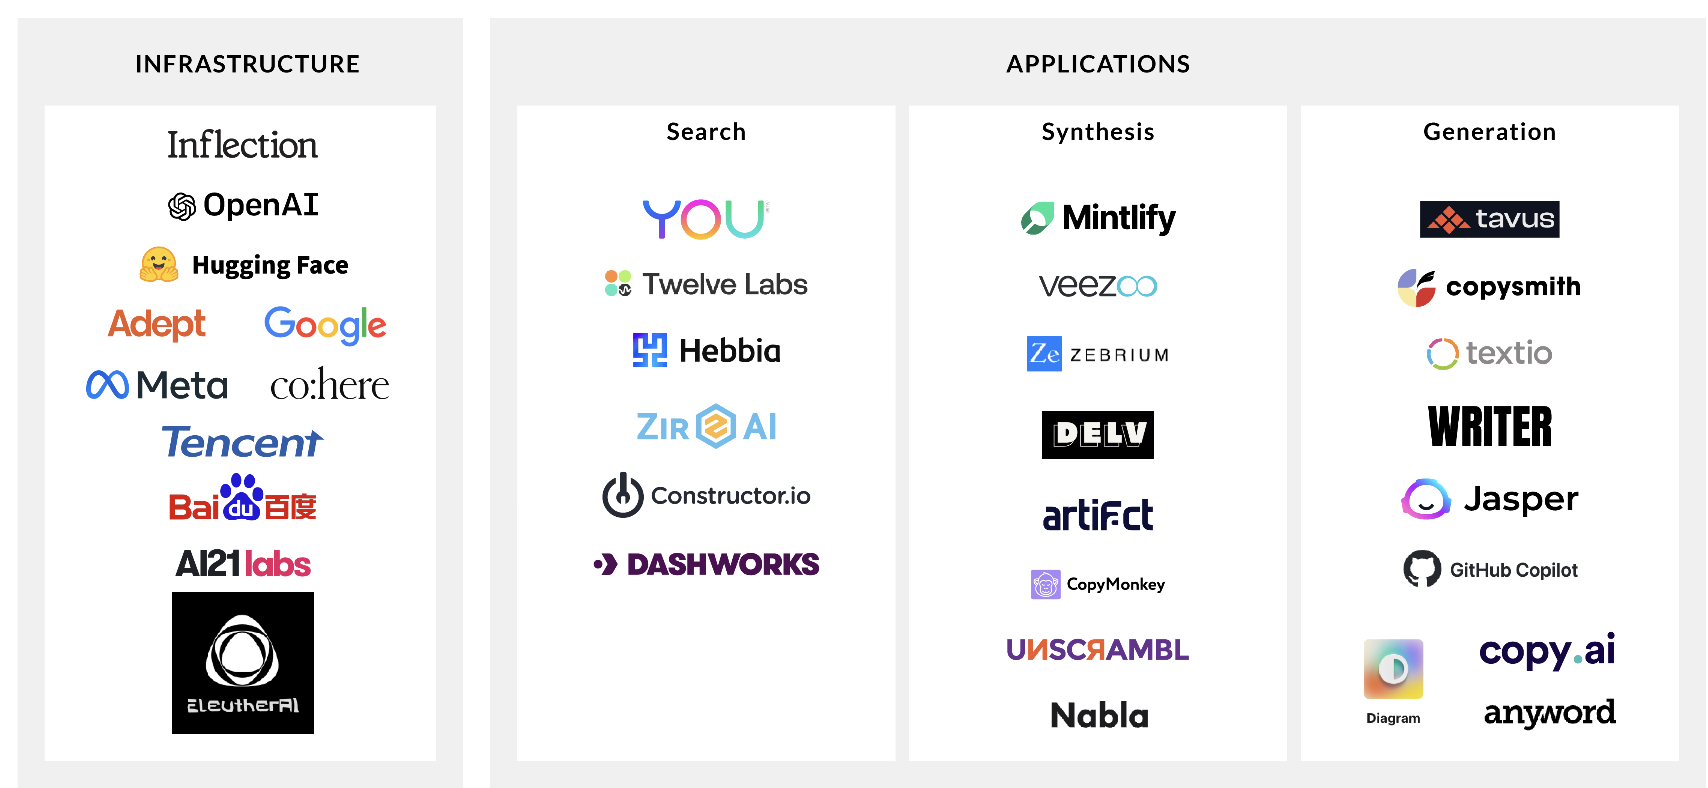 INFRASTRUCTURE
Inflection
OpenAI
Hugging Face
Adept Google
Meta co:here
Tencent
Bai du 百度
AI21 labs
EleutherAI
APPLICATIONS
Search
YOU
Twelve Labs
Hebbia
ZIR AI
Constructor.io
DASHWORKS
Synthesis
Mintlify
veezoo
Ze ZEBRIUM
DELV
artifact
CopyMonkey
UNSCRAMBL
Nabla
Generation
tavus
copysmith
textio
WRITER
Jasper
GitHub Copilot
Diagram
copy.ai
anyword